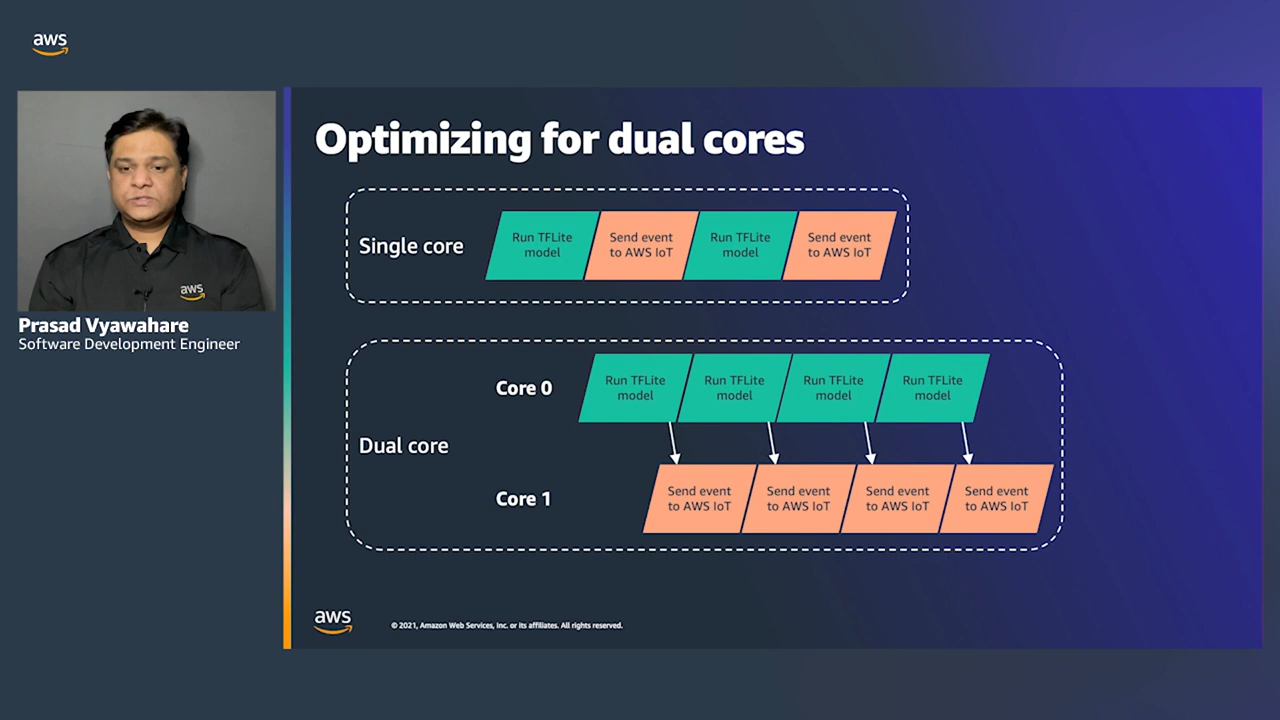 aws
aws
Prasad Vyawahare
Software Development Engineer
Optimizing for dual cores
Single core
Run TFLite
model
Send event
to AWS IoT
Run TFLite
model
Send event
to AWS IoT
Dual core
Core 0
Run TFLite
model
Run TFLite
model
Run TFLite
model
Run TFLite
model
Core 1
Send event
to AWS IoT
Send event
to AWS IoT
Send event
to AWS IoT
Send event
to AWS IoT
aws
© 2021, Amazon Web Services, Inc. or its affiliates. All rights reserved.